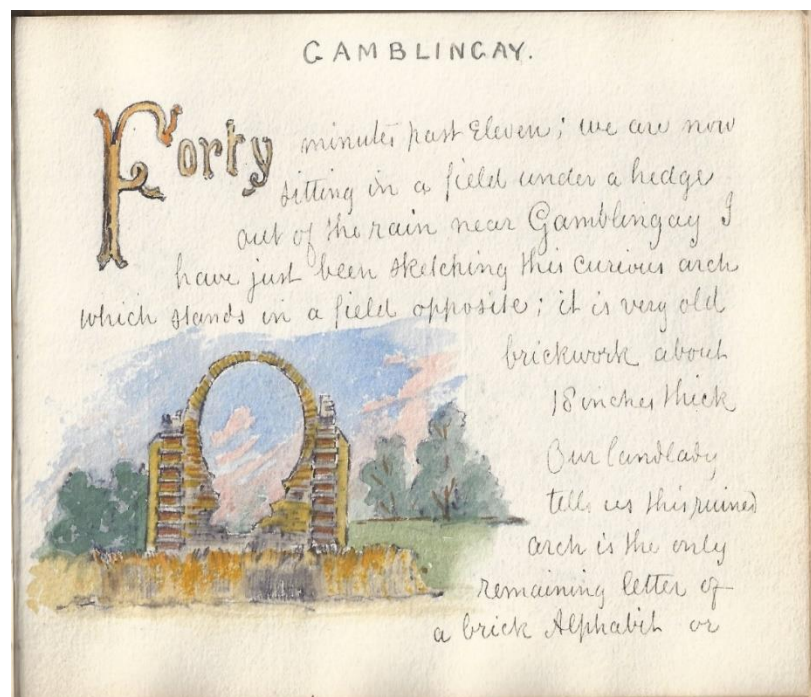 GAMBLINGAY.
Forty minutes past Eleven; we are now
sitting in a field under a hedge
out of the rain near Gamblingay I
have just been sketching this curious arch
which stands in a field opposite; it is very old
brickwork about
18 inches thick
Our landlady
tells us this ruined
arch is the only
remaining letter of
a brick Alphabit or